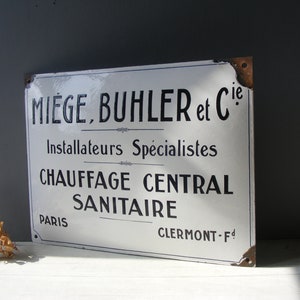 MIÈGE, BUHLER et Cie
Installateurs Spécialistes
CHAUFFAGE CENTRAL
SANITAIRE
PARIS
CLERMONT-Fd